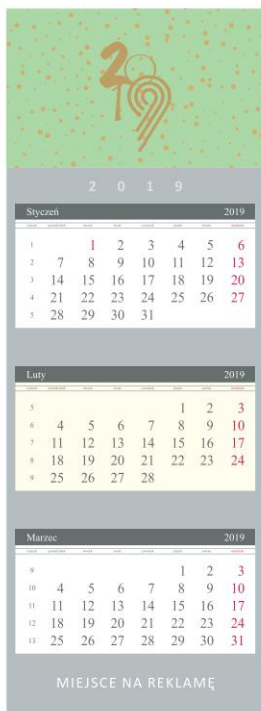 2019
2 0 1 9
Styczeń 2019
1 1 2 3 4 5 6
2 7 8 9 10 11 12 13
3 14 15 16 17 18 19 20
4 21 22 23 24 25 26 27
5 28 29 30 31
Luty 2019
5 1 2 3
6 4 5 6 7 8 9 10
7 11 12 13 14 15 16 17
8 18 19 20 21 22 23 24
9 25 26 27 28
Marzec 2019
9 1 2 3
10 4 5 6 7 8 9 10
11 11 12 13 14 15 16 17
12 18 19 20 21 22 23 24
13 25 26 27 28 29 30 31
MIEJSCE NA REKLAMĘ